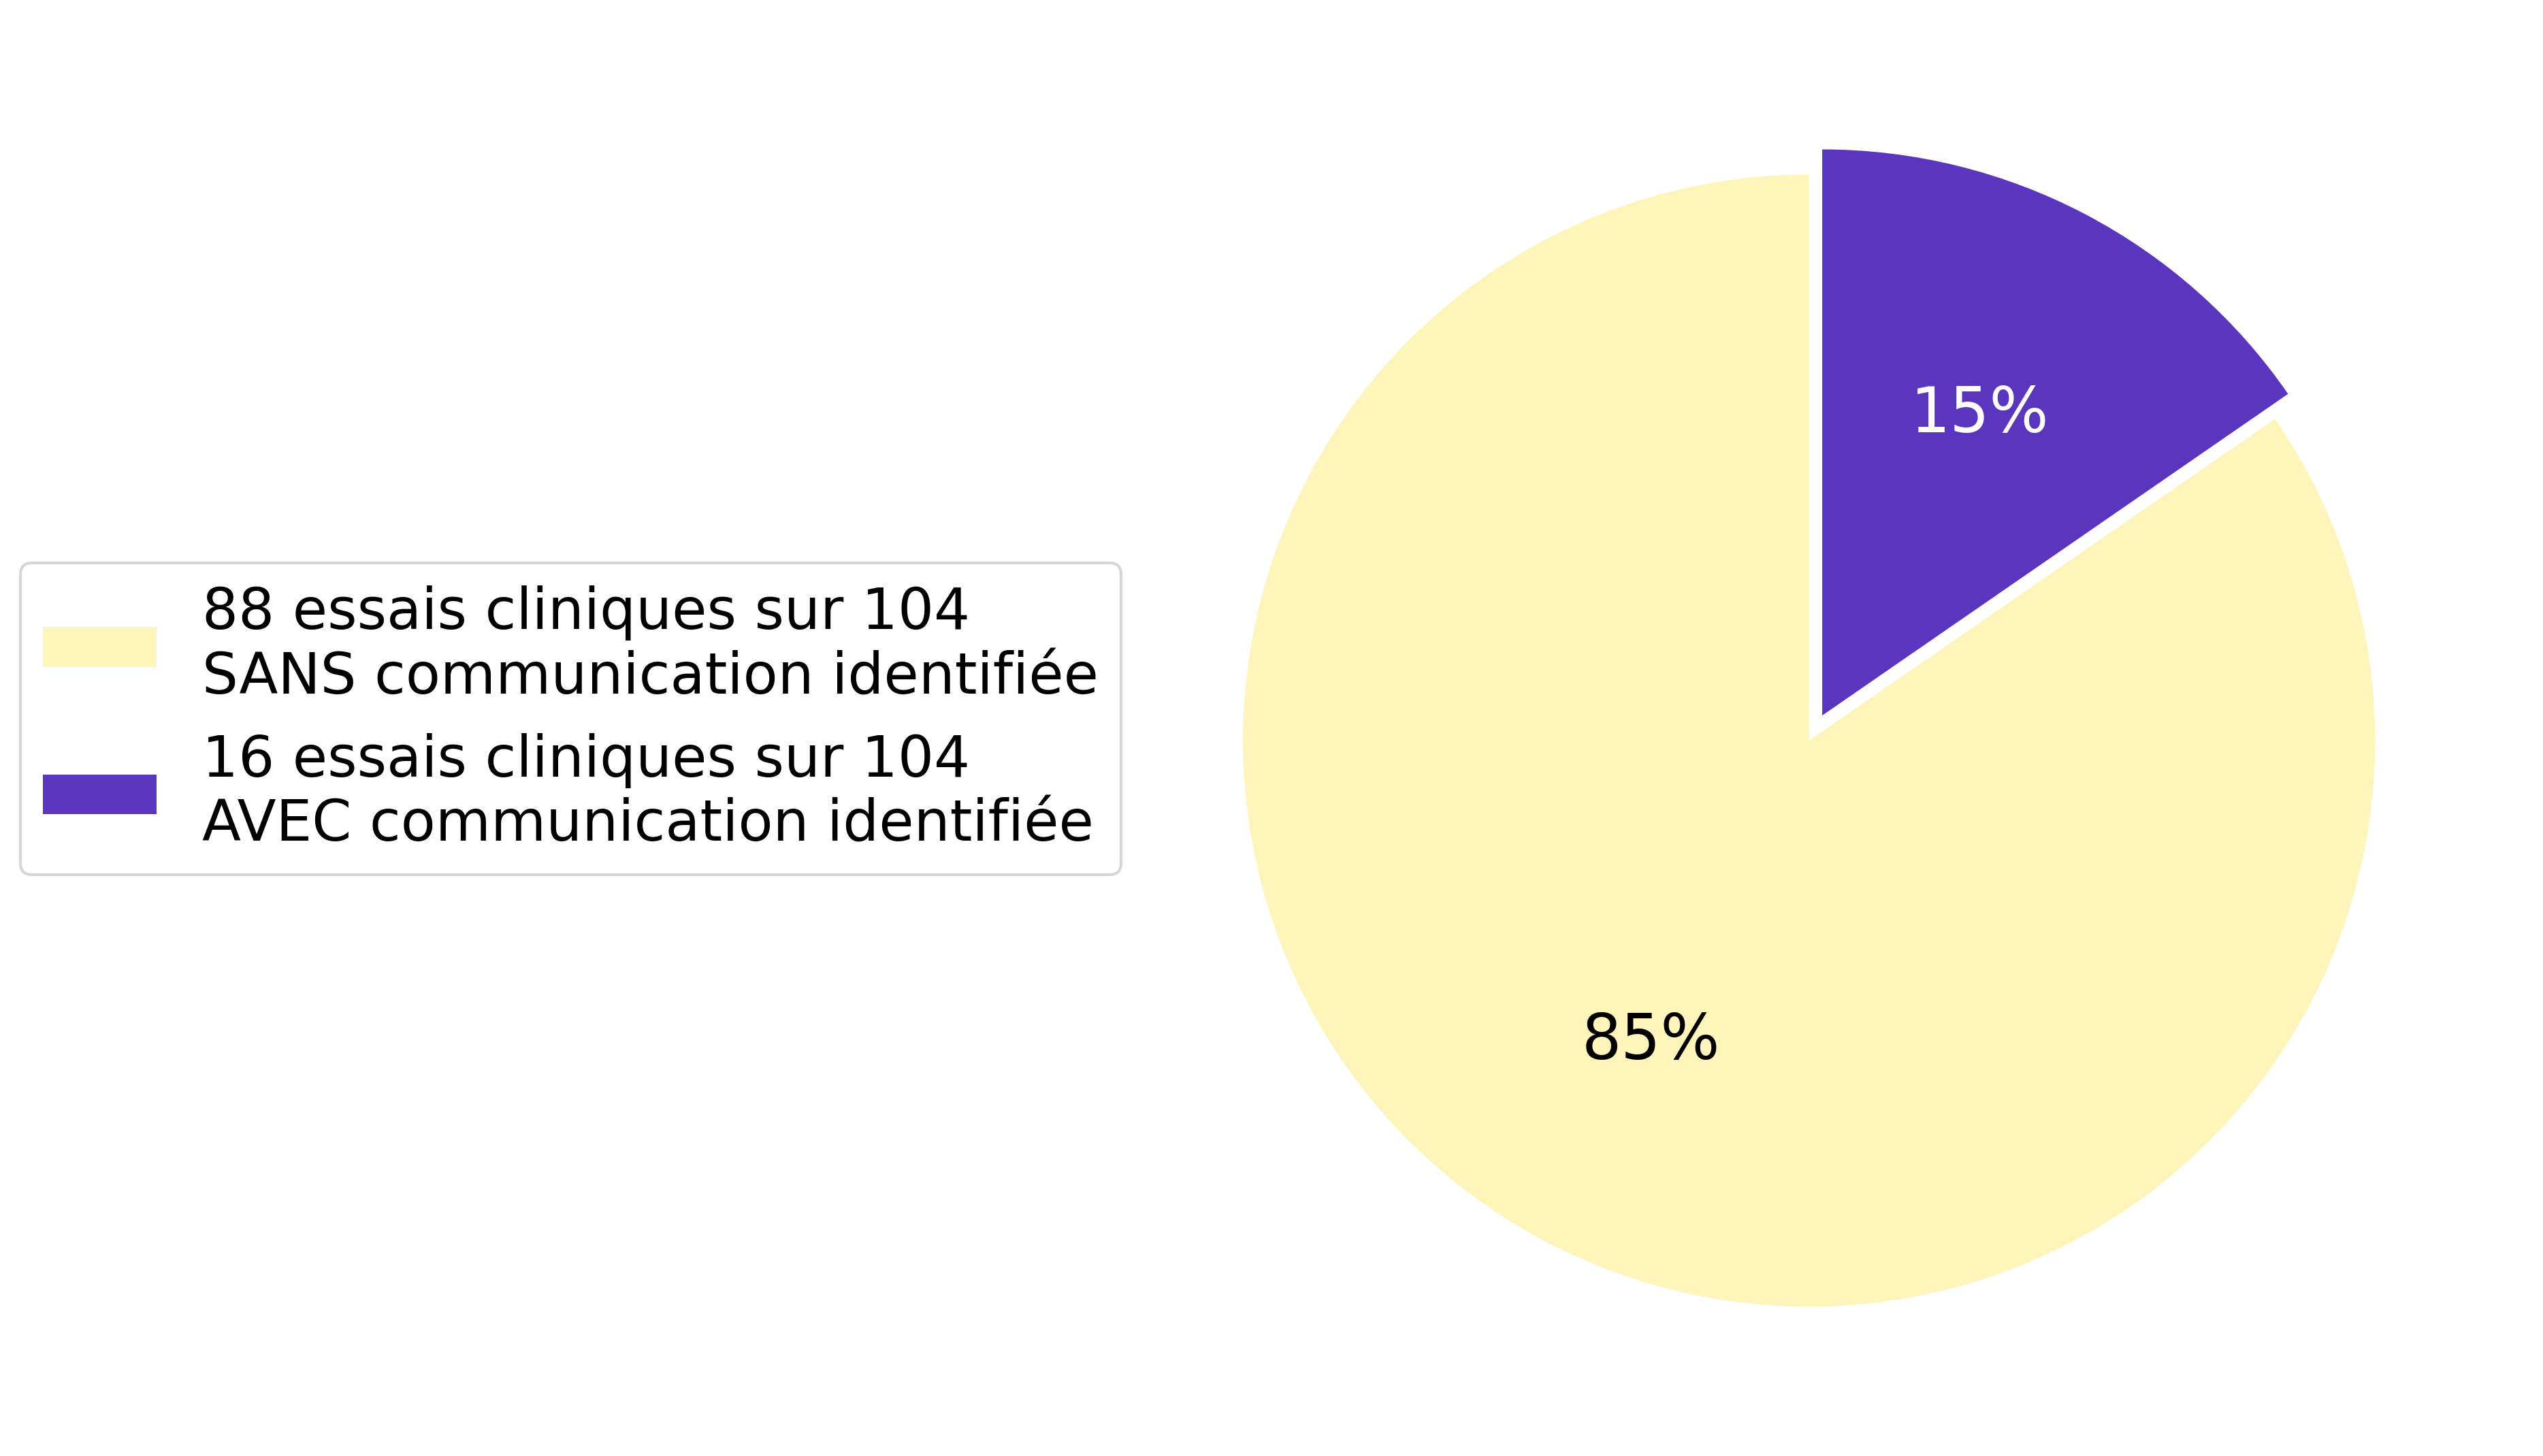 88 essais cliniques sur 104
SANS communication identifiée
16 essais cliniques sur 104
AVEC communication identifiée
15%
85%